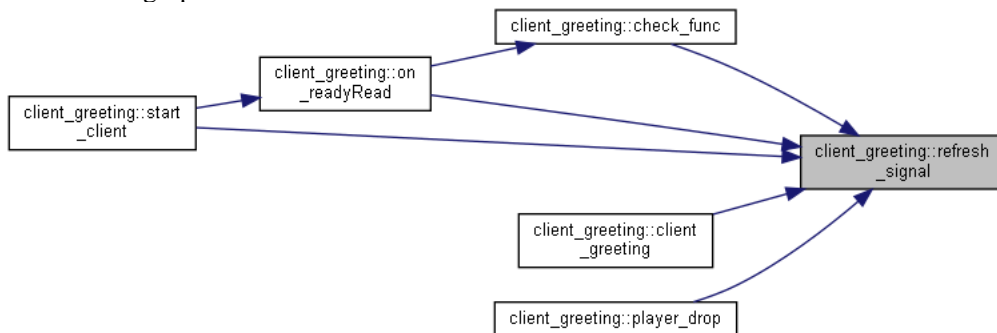 client_greeting::check_func
client_greeting::on
_readyRead
client_greeting::start
_client
client_greeting::refresh
_signal
client_greeting::client
_greeting
client_greeting::player_drop